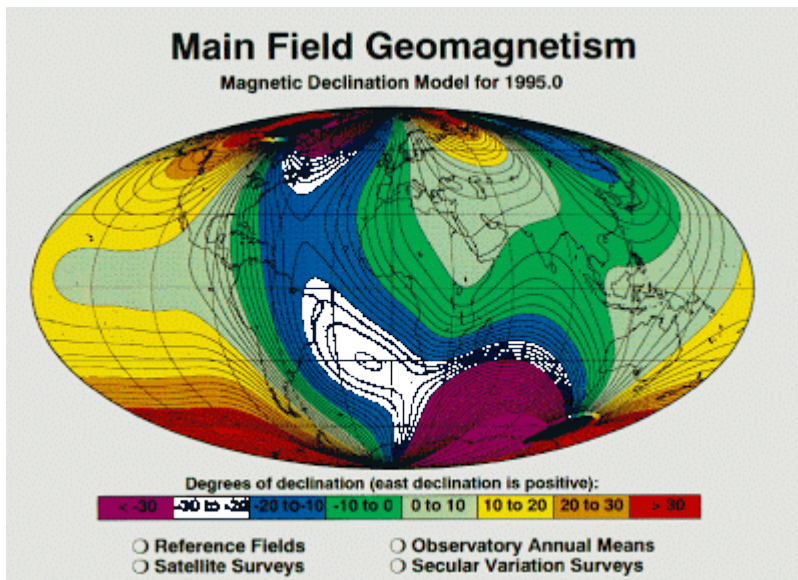 Main Field Geomagnetism
Magnetic Declination Model for 1995.0
Degrees of declination (east declination is positive):
< -30 -30 to -20 -20 to-10 -10 to 0 0 to 10 10 to 20 20 to 30 > 30
Reference Fields Observatory Annual Means
Satellite Surveys Secular Variation Surveys